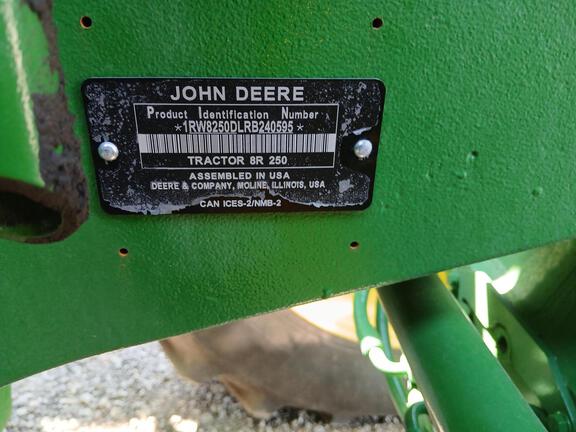 JOHN DEERE
Product Identification Number
*1RW8250DLRB240595*
TRACTOR 8R 250
ASSEMBLED IN USA
DEERE & COMPANY, MOLINE, ILLINOIS, USA
CAN ICES-2/NMB-2